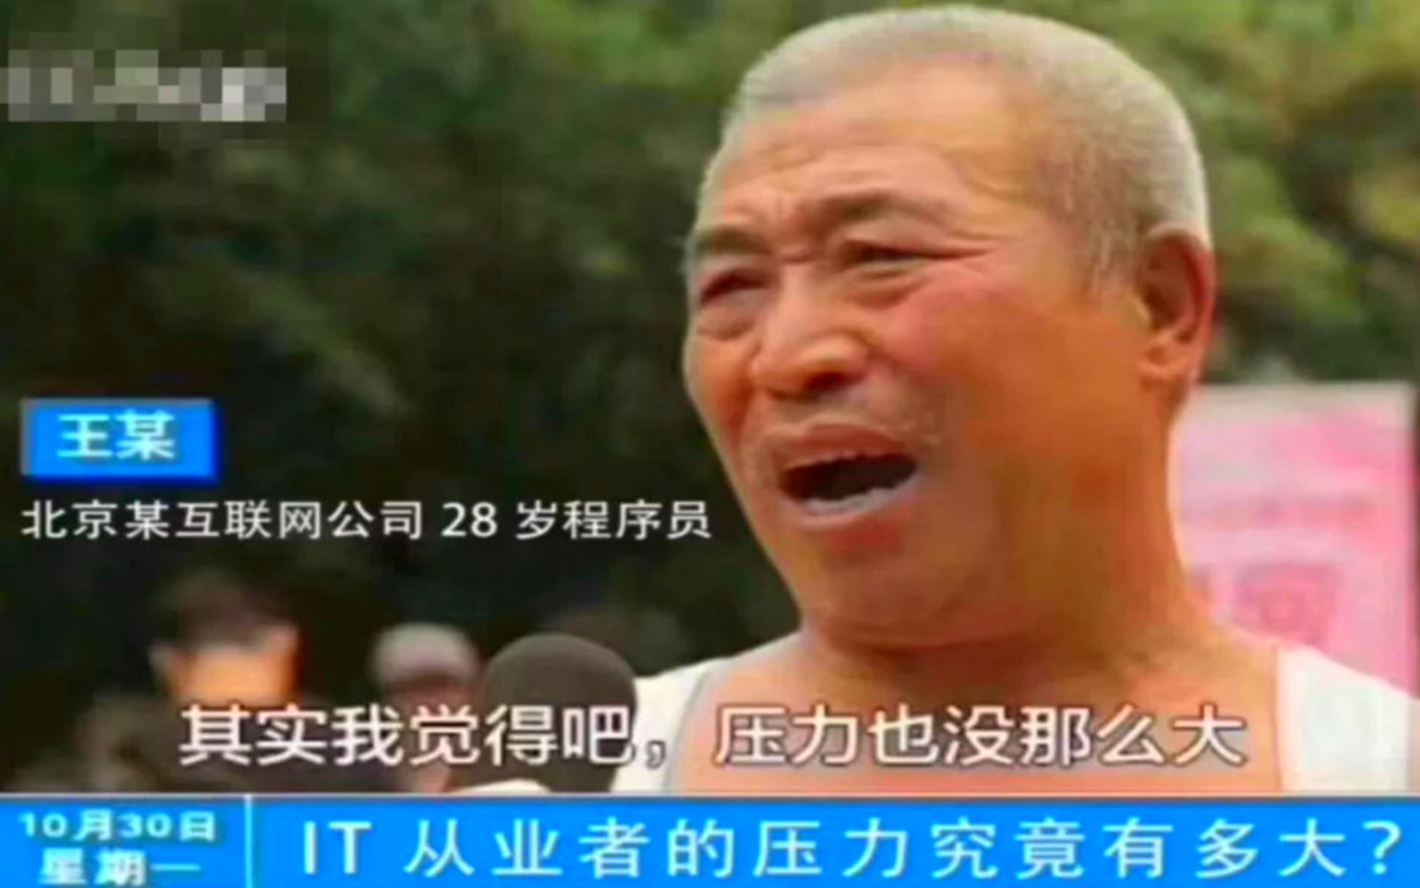 王某
北京某互联网公司 28 岁程序员
其实我觉得吧，压力也没那么大
10月30日
星期一
IT 从业者的压力究竟有多大？